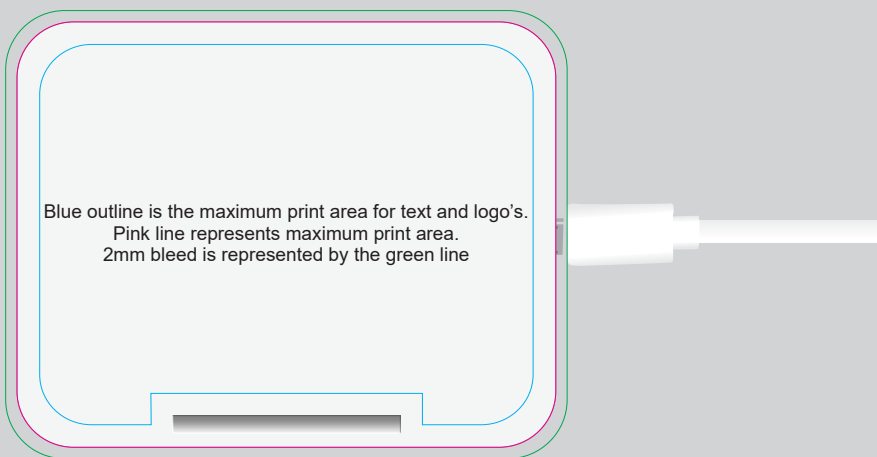 Blue outline is the maximum print area for text and logo's.
Pink line represents maximum print area.
2mm bleed is represented by the green line